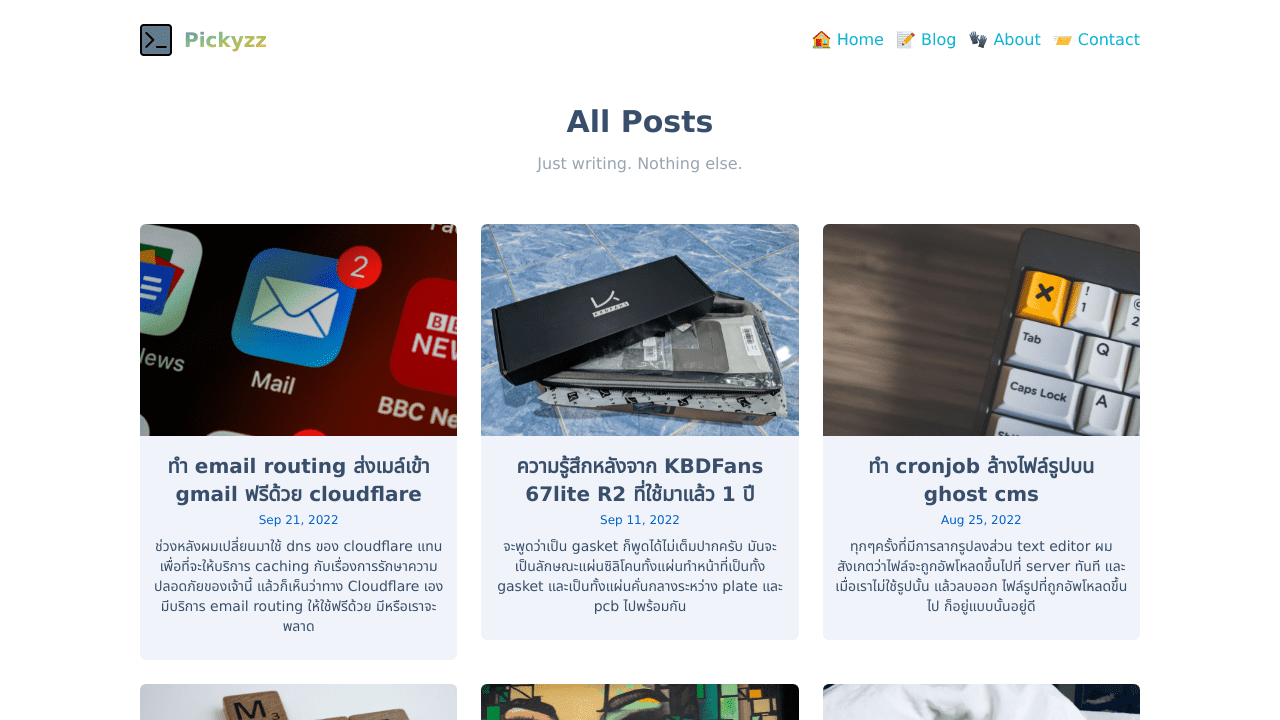 Pickyzz
🏠 Home 📝 Blog 🧤 About 📨 Contact
All Posts
Just writing. Nothing else.
2
News
Mail
BBC
NEW
BBC Ne
KBDFANS
!
1
2
Tab
Q
Caps Lock
A
ทำ email routing ส่งเมล์เข้า
gmail ฟรีด้วย cloudflare
Sep 21, 2022
ช่วงหลังผมเปลี่ยนมาใช้ dns ของ cloudflare แทน
เพื่อที่จะให้บริการ caching กับเรื่องการรักษาความ
ปลอดภัยของเจ้านี้ แล้วก็เห็นว่าทาง Cloudflare เอง
มีบริการ email routing ให้ใช้ฟรีด้วย มีหรือเราจะ
พลาด
ความรู้สึกหลังจาก KBDFans
67lite R2 ที่ใช้มาแล้ว 1 ปี
Sep 11, 2022
จะพูดว่าเป็น gasket ก็พูดได้ไม่เต็มปากครับ มันจะ
เป็นลักษณะแผ่นซิลิโคนทั้งแผ่นทำหน้าที่เป็นทั้ง
gasket และเป็นทั้งแผ่นคั่นกลางระหว่าง plate และ
pcb ไปพร้อมกัน
ทำ cronjob ล้างไฟล์รูปบน
ghost cms
Aug 25, 2022
ทุกๆครั้งที่มีการลากรูปลงส่วน text editor ผม
สังเกตว่าไฟล์จะถูกอัพโหลดขึ้นไปที่ server ทันที และ
เมื่อเราไม่ใช้รูปนั้น แล้วลบออก ไฟล์รูปที่ถูกอัพโหลดขึ้น
ไป ก็อยู่แบบนั้นอยู่ดี
M
3